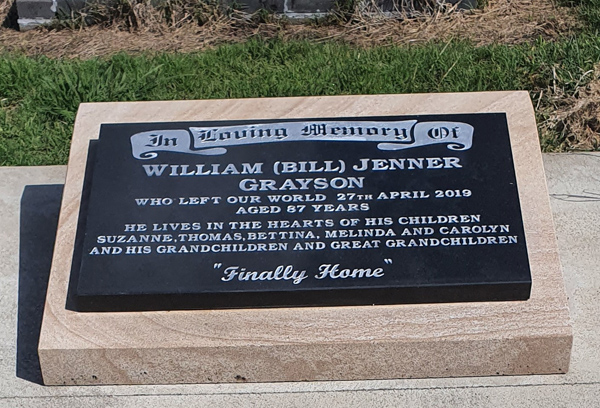 In Loving Memory Of
WILLIAM (BILL) JENNER
GRAYSON
WHO LEFT OUR WORLD 27TH APRIL 2019
AGED 87 YEARS
HE LIVES IN THE HEARTS OF HIS CHILDREN
SUZANNE,THOMAS,BETTINA, MELINDA AND CAROLYN
AND HIS GRANDCHILDREN AND GREAT GRANDCHILDREN
"Finally Home"